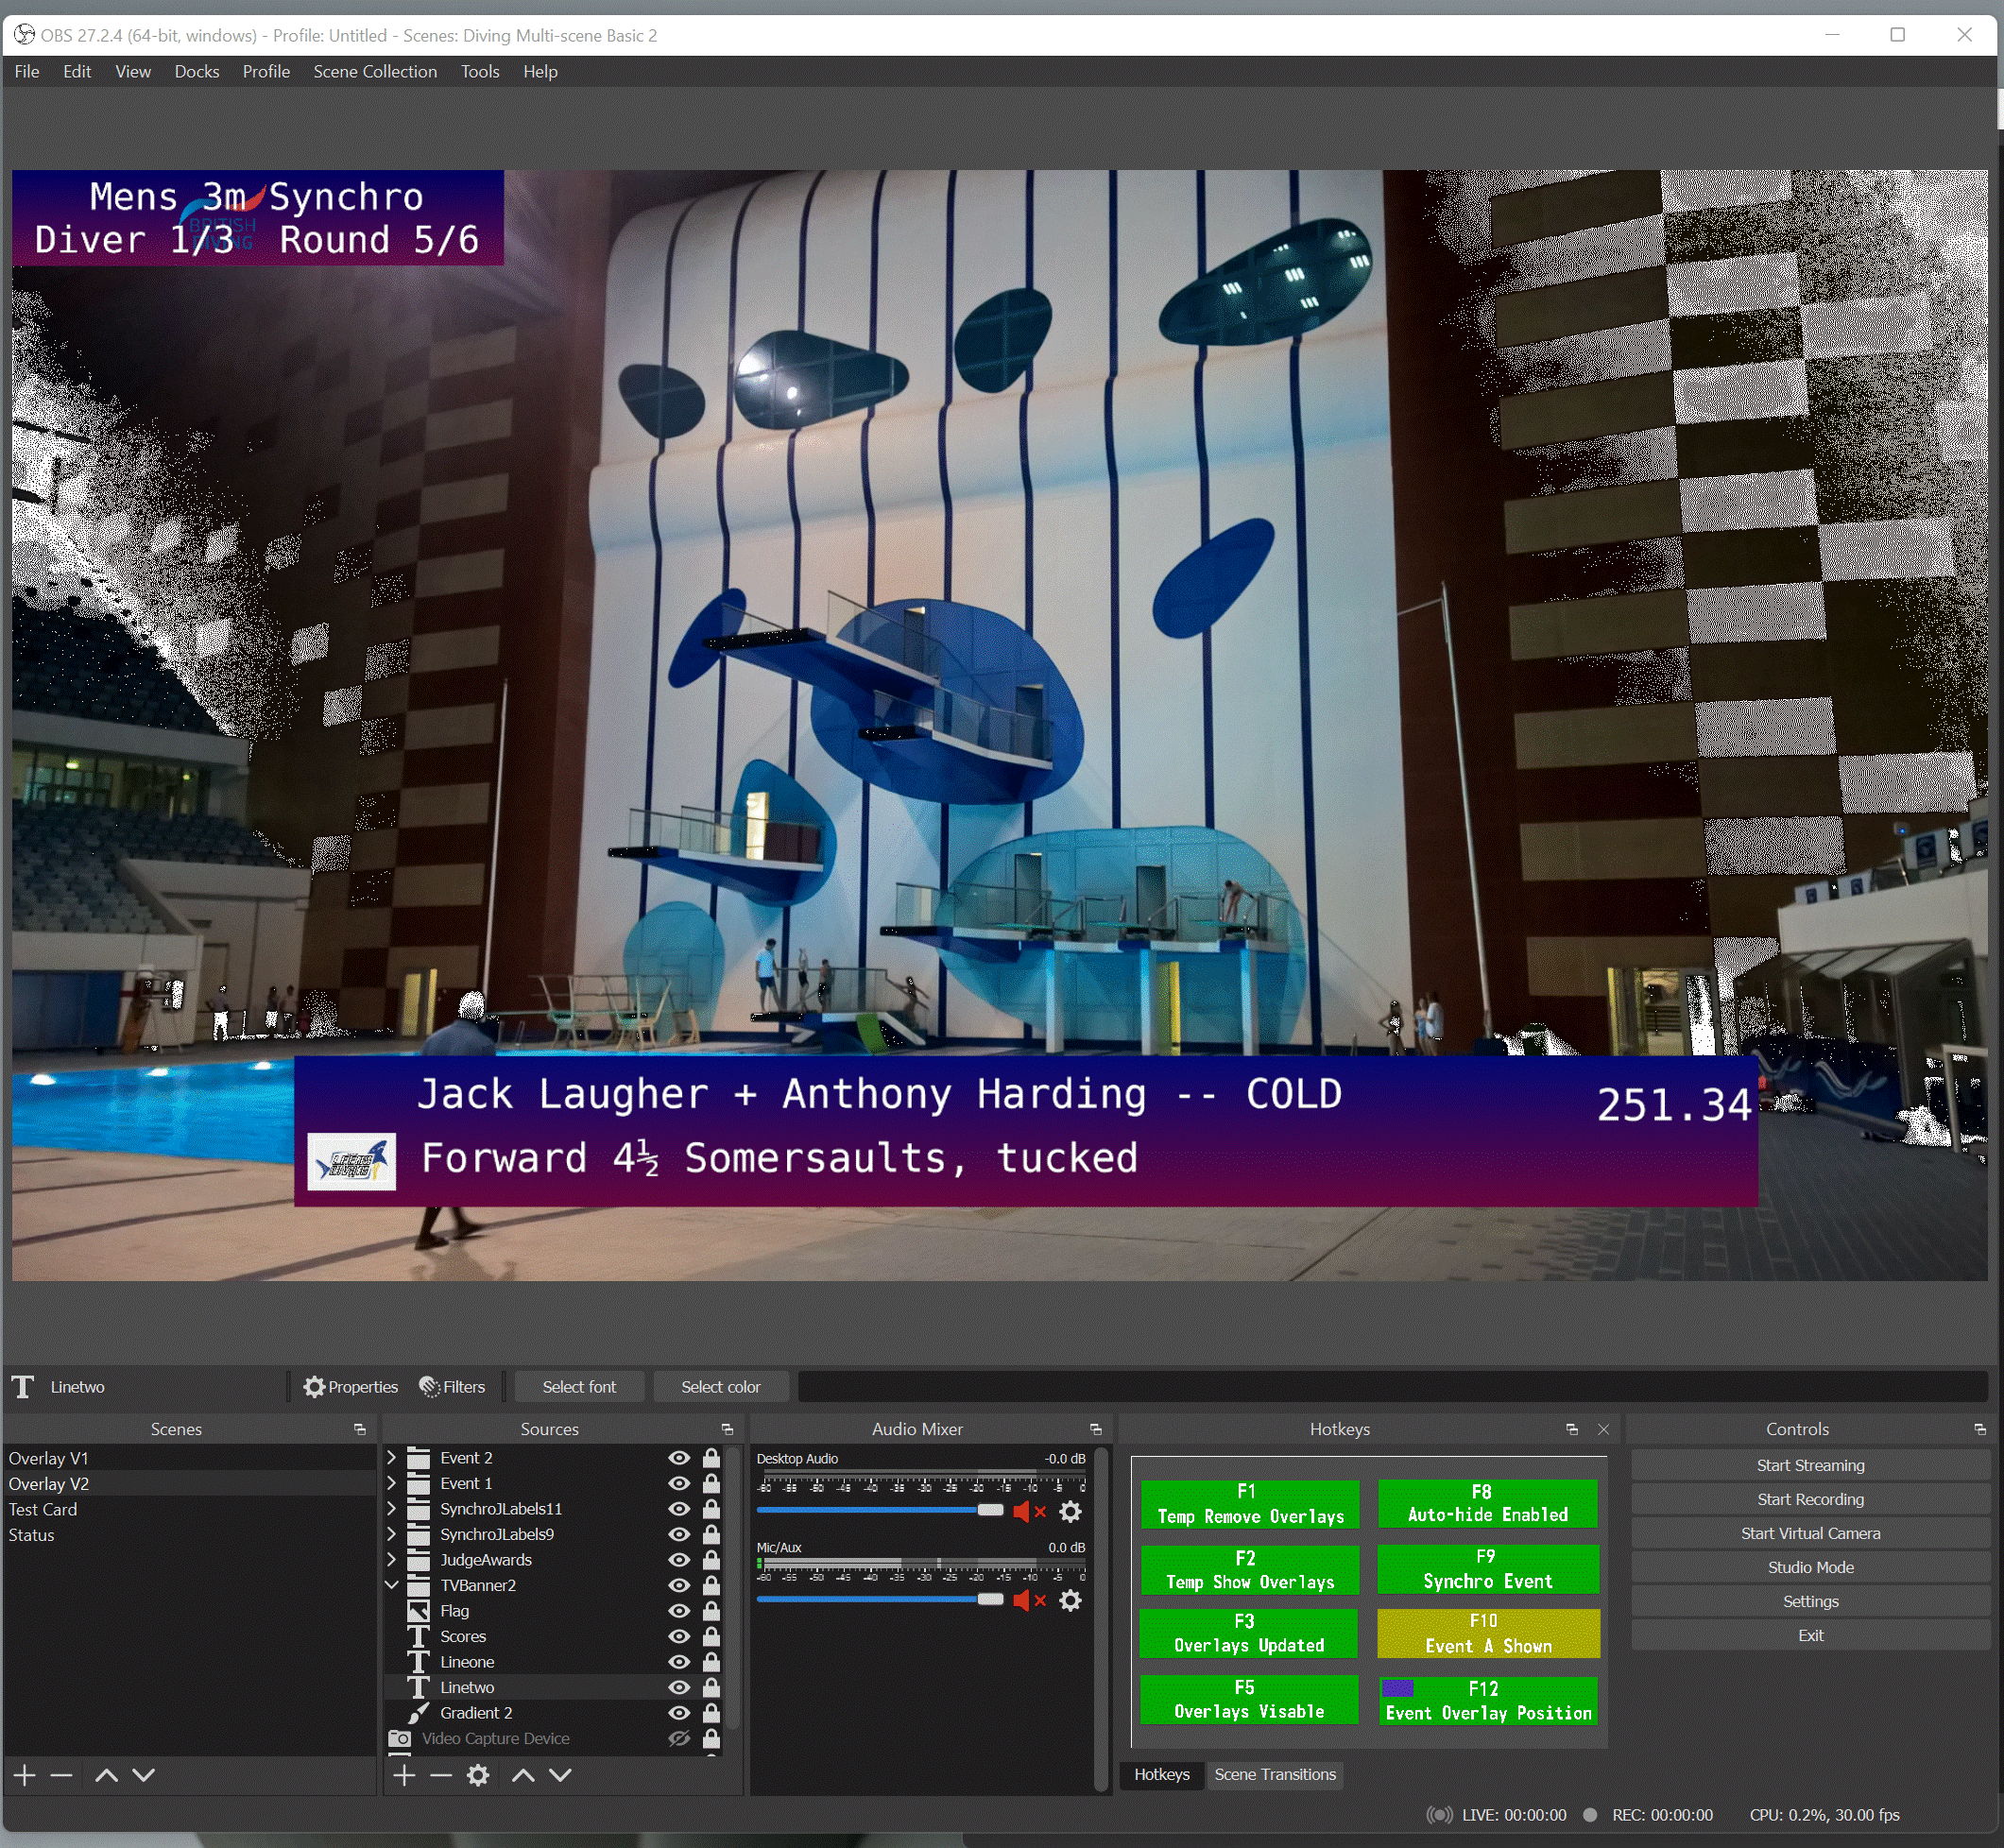 OBS 27.2.4 (64-bit, windows) - Profile: Untitled - Scenes: Diving Multi-scene Basic 2
File Edit View Docks Profile Scene Collection Tools Help
Mens 3m Synchro
Diver 1/3 Round 5/6
BRITISH
DIVING
Jack Laugher + Anthony Harding -- COLD
251.34
Forward 4½ Somersaults, tucked
Linetwo
Properties
Filters
Select font
Select color
Scenes
Overlay V1
Overlay V2
Test Card
Status
Sources
Event 2
Event 1
SynchroJLabels11
SynchroJLabels9
JudgeAwards
TVBanner2
Flag
Scores
Lineone
Linetwo
Gradient 2
Video Capture Device
Audio Mixer
Desktop Audio -0.0 dB
-60 -55 -50 -45 -40 -35 -30 -25 -20 -15 -10 -5 0
Mic/Aux 0.0 dB
-60 -55 -50 -45 -40 -35 -30 -25 -20 -15 -10 -5 0
Hotkeys
F1
Temp Remove Overlays
F8
Auto-hide Enabled
F2
Temp Show Overlays
F9
Synchro Event
F3
Overlays Updated
F10
Event A Shown
F5
Overlays Visable
F12
Event Overlay Position
Hotkeys
Scene Transitions
Controls
Start Streaming
Start Recording
Start Virtual Camera
Studio Mode
Settings
Exit
LIVE: 00:00:00 REC: 00:00:00 CPU: 0.2%, 30.00 fps